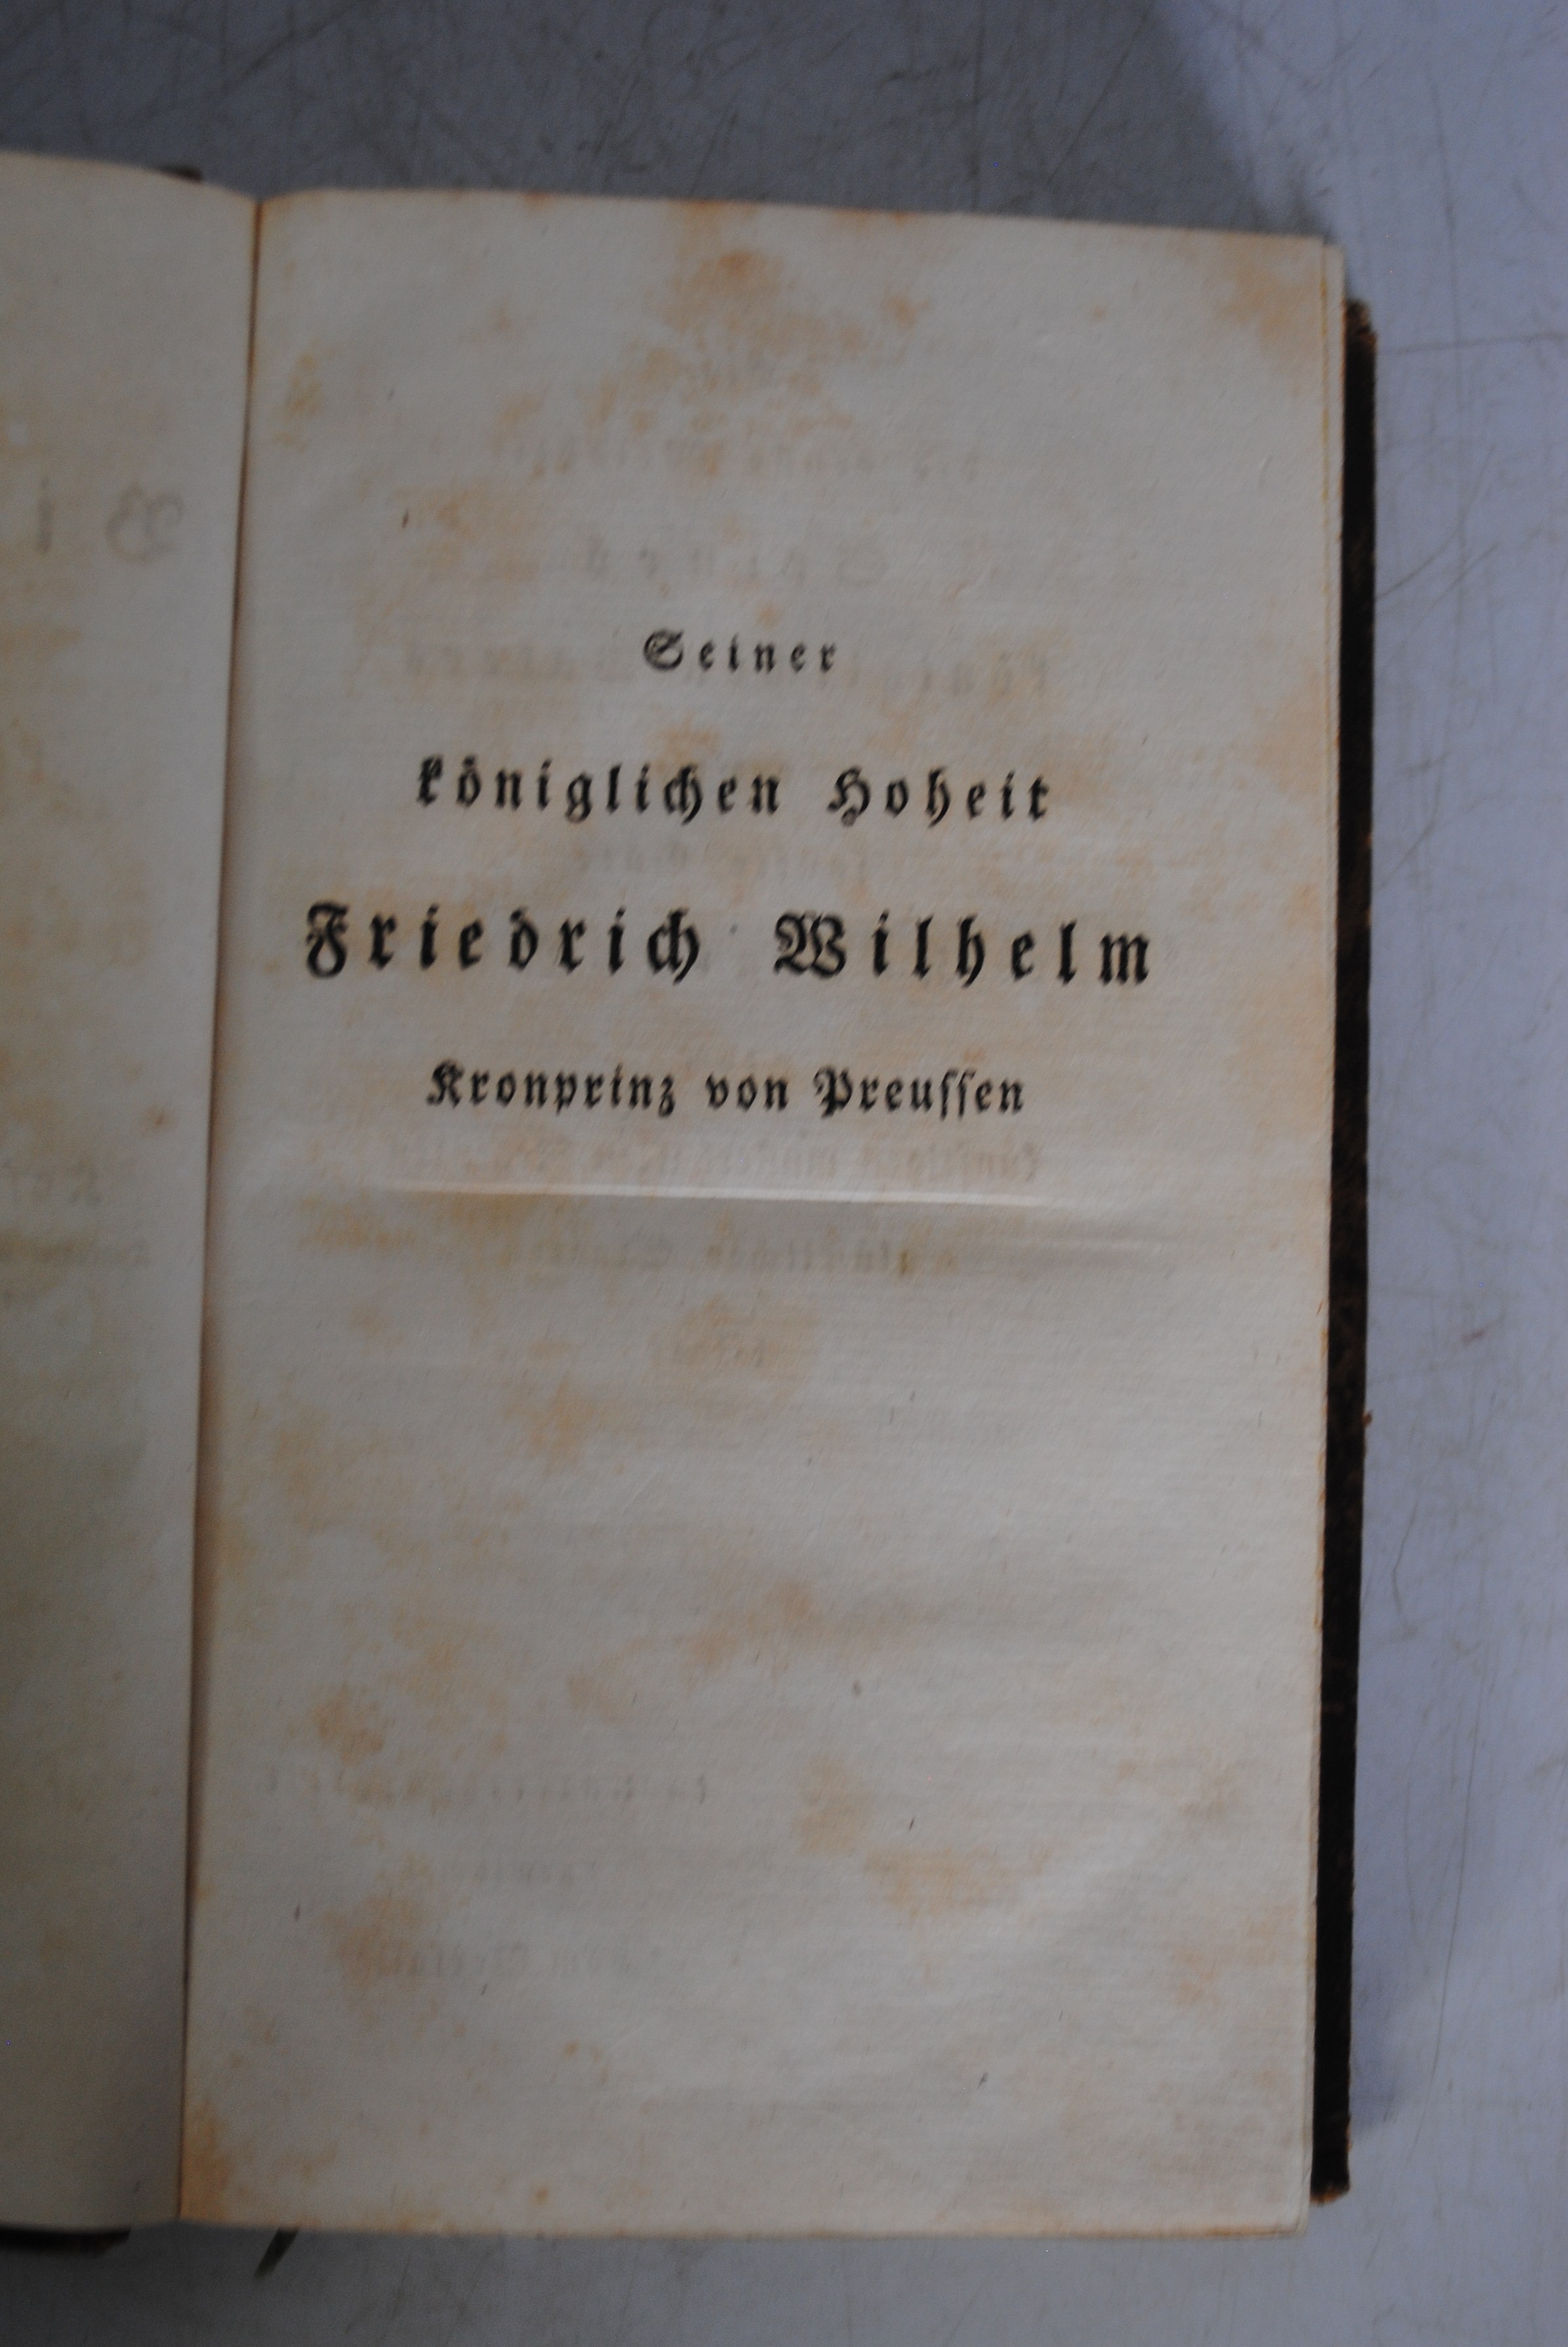 Seiner
königlichen Hoheit
Friedrich Wilhelm
Kronprinz von Preussen